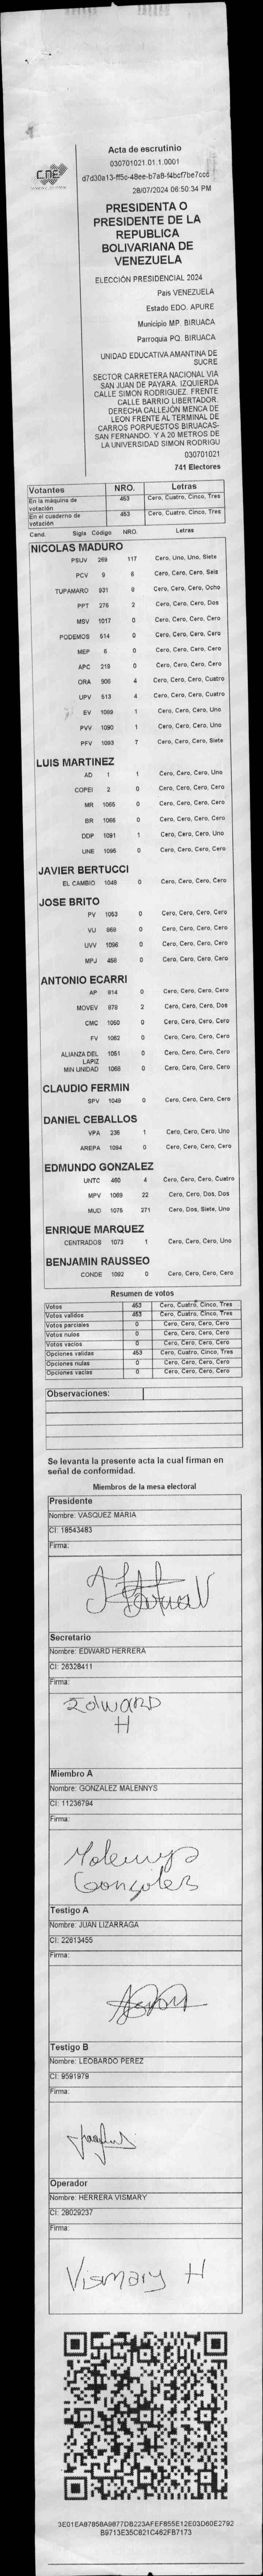 CNE
Acta de escrutinio
030701021.01.1.0001
28/07/2024 06:50:34 PM
PRESIDENTA O
PRESIDENTE DE LA
REPUBLICA
BOLIVARIANA DE
VENEZUELA
ELECCIÓN PRESIDENCIAL 2024
Pais VENEZUELA
Estado EDO. APURE
Municipio MP. BIRUACA
Parroquia PQ. BIRUACA
UNIDAD EDUCATIVA AMANTINA DE
SUCRE
SECTOR CARRETERA NACIONAL VIA
SAN JUAN DE PAYARA. IZQUIERDA
CALLE SIMON RODRIGUEZ. FRENTE
CALLE BARRIO LIBERTADOR.
DERECHA CALLEJÓN MENCA DE
LEON FRENTE AL TERMINAL DE
CARROS PORPUESTOS BIRUACAS-
SAN FERNANDO. Y A 20 METROS DE
LA UNIVERSIDAD SIMON RODRIGU
030701021
741 Electores
Votantes NRO. Letras
En la máquina de votación 453 Cero, Cuatro, Cinco, Tres
En el cuaderno de votación 453 Cero, Cuatro, Cinco, Tres
Cand. Sigla Código NRO. Letras
NICOLAS MADURO
PSUV 268 117 Cero, Uno, Uno, Siete
PCV 9 6 Cero, Cero, Cero, Seis
TUPAMARO 931 8 Cero, Cero, Cero, Ocho
PPT 276 2 Cero, Cero, Cero, Dos
MSV 1017 0 Cero, Cero, Cero, Cero
PODEMOS 514 0 Cero, Cero, Cero, Cero
MEP 6 0 Cero, Cero, Cero, Cero
APC 219 0 Cero, Cero, Cero, Cero
ORA 906 4 Cero, Cero, Cero, Cuatro
UPV 613 4 Cero, Cero, Cero, Cuatro
EV 1089 1 Cero, Cero, Cero, Uno
PVV 1090 1 Cero, Cero, Cero, Uno
PFV 1093 7 Cero, Cero, Cero, Siete
LUIS MARTINEZ
AD 1 1 Cero, Cero, Cero, Uno
COPEI 2 0 Cero, Cero, Cero, Cero
MR 1065 0 Cero, Cero, Cero, Cero
BR 1066 0 Cero, Cero, Cero, Cero
DDP 1091 1 Cero, Cero, Cero, Uno
UNE 1095 0 Cero, Cero, Cero, Cero
JAVIER BERTUCCI
EL CAMBIO 1048 0 Cero, Cero, Cero, Cero
JOSE BRITO
PV 1053 0 Cero, Cero, Cero, Cero
VU 868 0 Cero, Cero, Cero, Cero
UVV 1096 0 Cero, Cero, Cero, Cero
MPJ 458 0 Cero, Cero, Cero, Cero
ANTONIO ECARRI
AP 814 0 Cero, Cero, Cero, Cero
MOVEV 879 2 Cero, Cero, Cero, Dos
CMC 1060 0 Cero, Cero, Cero, Cero
FV 1062 0 Cero, Cero, Cero, Cero
ALIANZA DEL LAPIZ 1051 0 Cero, Cero, Cero, Cero
MIN UNIDAD 1068 0 Cero, Cero, Cero, Cero
CLAUDIO FERMIN
SPV 1049 0 Cero, Cero, Cero, Cero
DANIEL CEBALLOS
VPA 236 1 Cero, Cero, Cero, Uno
AREPA 1094 0 Cero, Cero, Cero, Cero
EDMUNDO GONZALEZ
UNTC 460 4 Cero, Cero, Cero, Cuatro
MPV 1069 22 Cero, Cero, Dos, Dos
MUD 1075 271 Cero, Dos, Siete, Uno
ENRIQUE MARQUEZ
CENTRADOS 1073 1 Cero, Cero, Cero, Uno
BENJAMIN RAUSSEO
CONDE 1092 0 Cero, Cero, Cero, Cero
Resumen de votos
Votos 453 Cero, Cuatro, Cinco, Tres
Votos validos 453 Cero, Cuatro, Cinco, Tres
Votos parciales 0 Cero, Cero, Cero, Cero
Votos nulos 0 Cero, Cero, Cero, Cero
Votos vacios 0 Cero, Cero, Cero, Cero
Opciones validas 453 Cero, Cuatro, Cinco, Tres
Opciones nulas 0 Cero, Cero, Cero, Cero
Opciones vacias 0 Cero, Cero, Cero, Cero
Observaciones:
Se levanta la presente acta la cual firman en
señal de conformidad.
Miembros de la mesa electoral
Presidente
Nombre: VASQUEZ MARIA
CI: 18543483
Firma:
Secretario
Nombre: EDWARD HERRERA
CI: 26328411
Firma:
Edward
H
Miembro A
Nombre: GONZALEZ MALENNYS
CI: 11236794
Firma:
Malennys
Gonzalez
Testigo A
Nombre: JUAN LIZARRAGA
CI: 22613455
Firma:
Testigo B
Nombre: LEOBARDO PEREZ
CI: 9591979
Firma:
Operador
Nombre: HERRERA VISMARY
CI: 28029237
Firma:
Vismary H